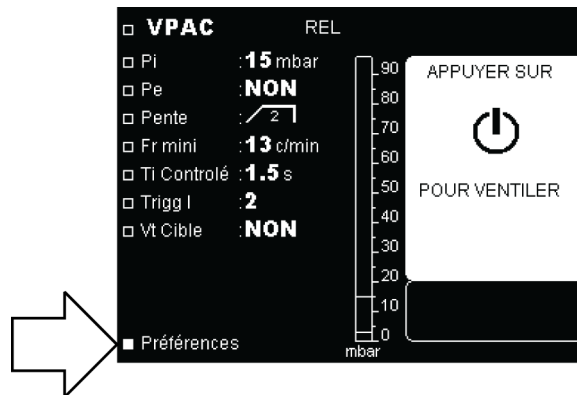 VPAC REL
Pi :15 mbar
Pe :NON
Pente : 2
Fr mini :13 c/min
Ti Controlé :1.5 s
Trigg I :2
Vt Cible :NON
Préférences
90
80
70
60
50
40
30
20
10
0
mbar
APPUYER SUR
POUR VENTILER